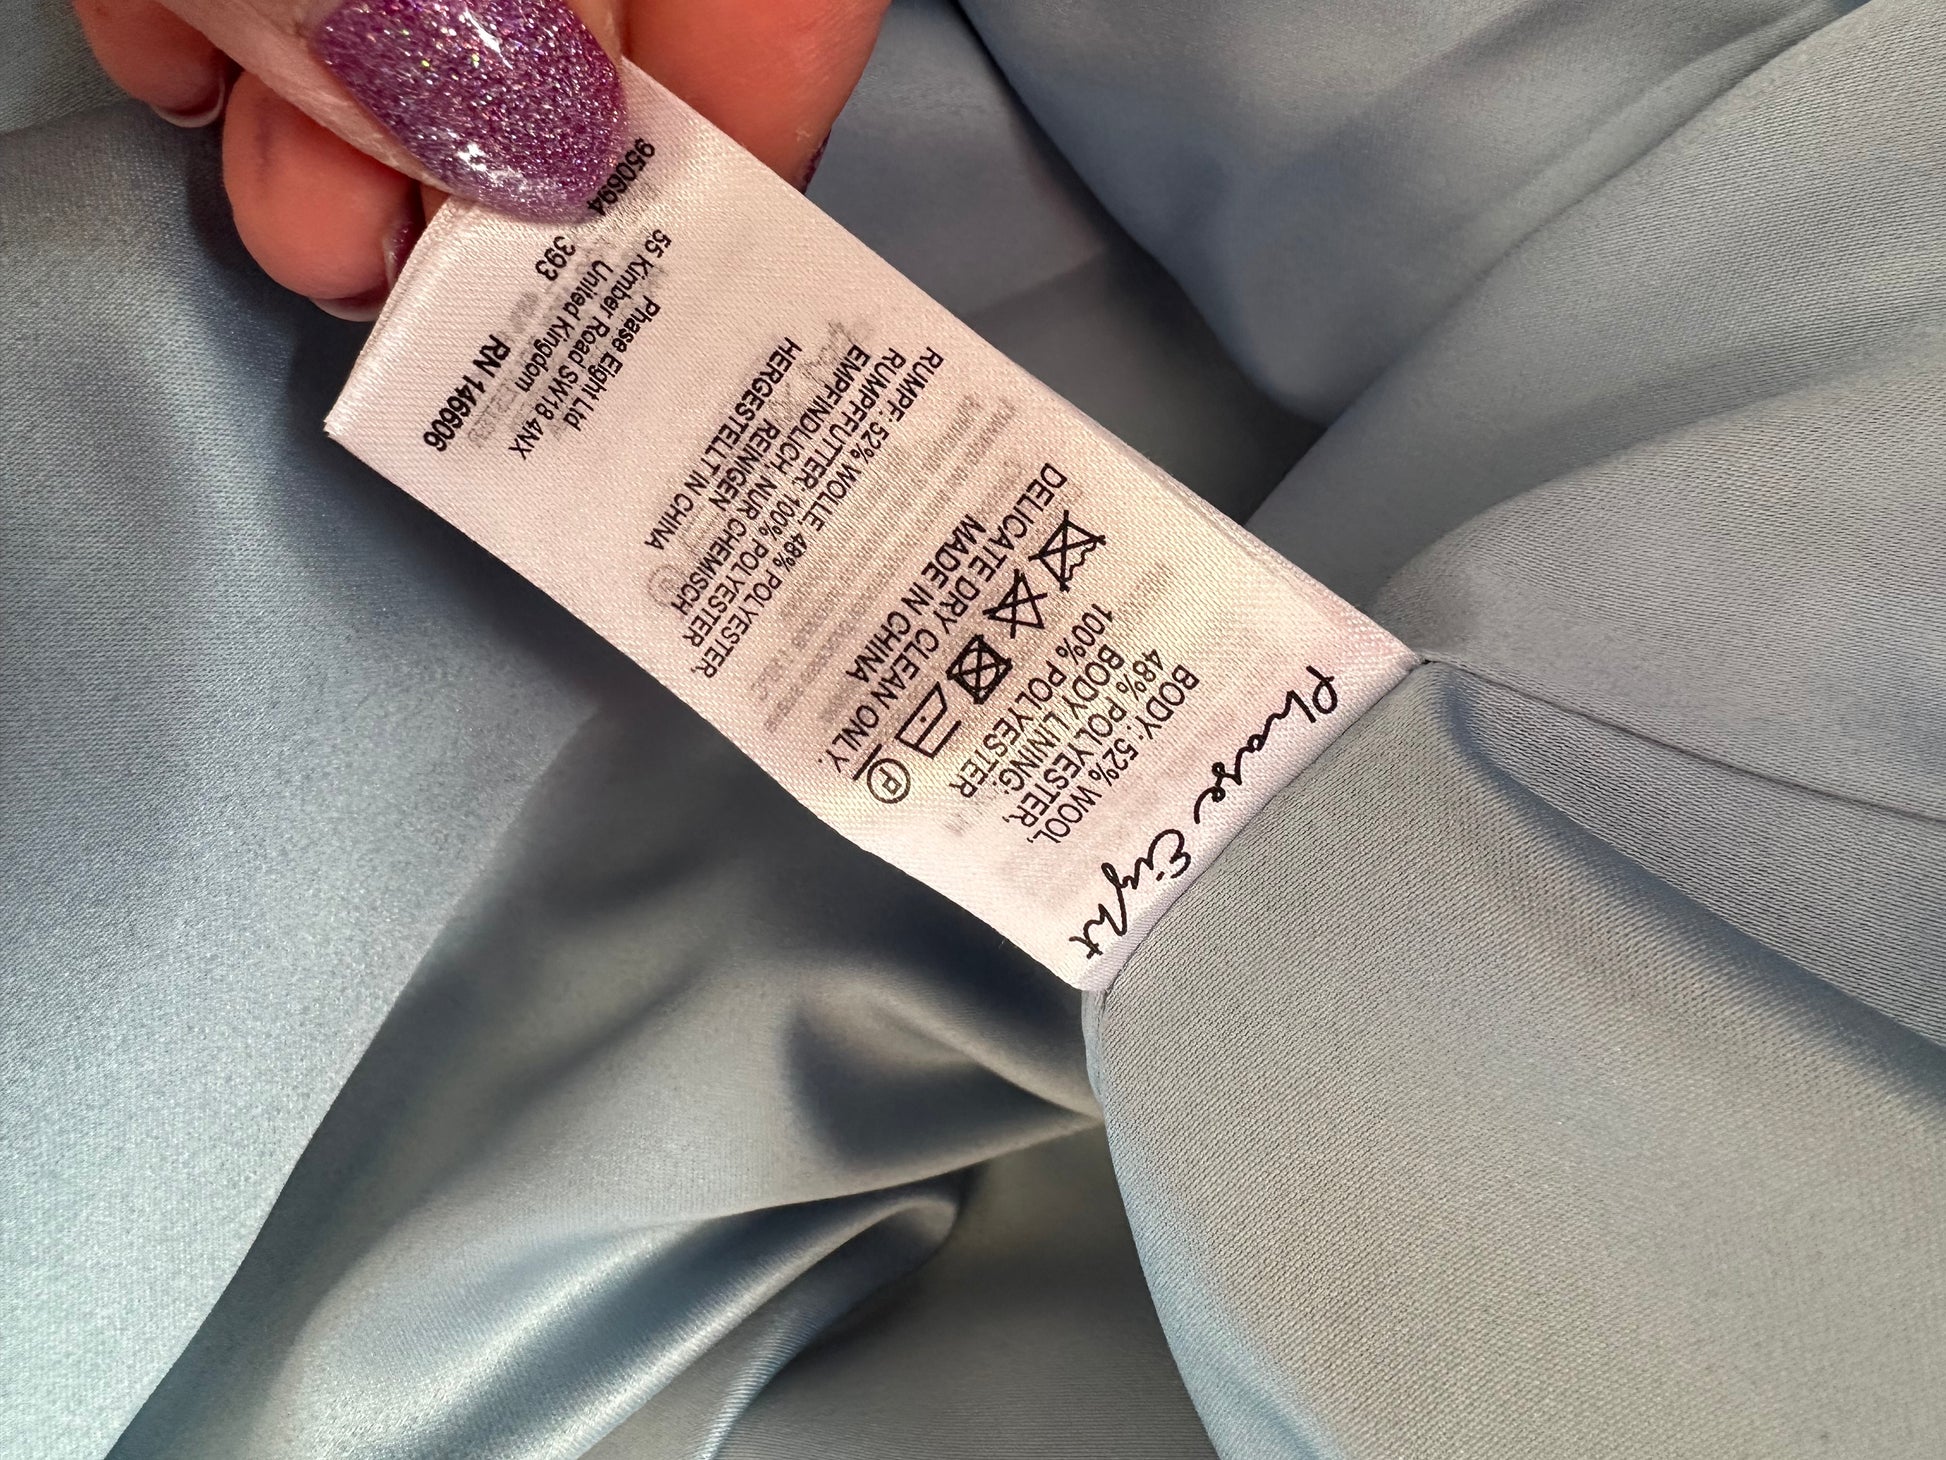 Phase Eight
BODY: 52% WOOL,
48% POLYESTER,
BODY LINING:
100% POLYESTER
P
DELICATE DRY CLEAN ONLY.
MADE IN CHINA
RUMPF: 52% WOLLE, 48% POLYESTER,
RUMPFFUTTER: 100% POLYESTER
EMPFINDLICH, NUR CHEMISCH
REINIGEN
HERGESTELLT IN CHINA
Phase Eight Ltd
55 Kimber Road SW18 4NX
United Kingdom
950694
393
RN 146606